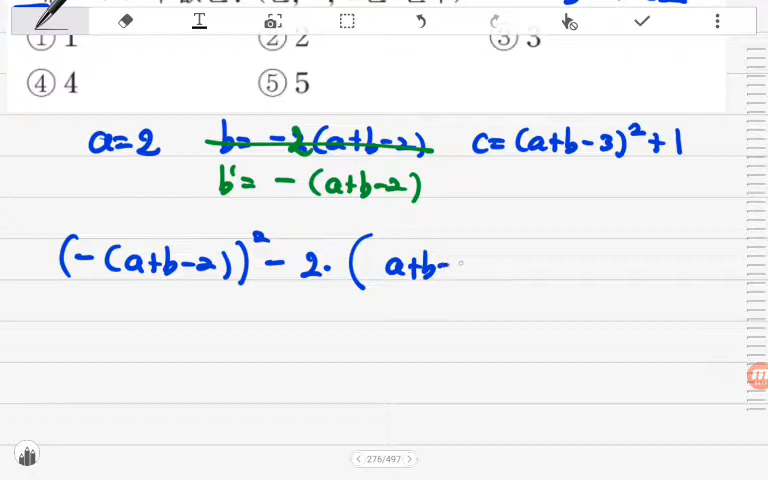 ① 1 ② 2 ③ 3
④ 4 ⑤ 5
a=2 b= -2(a+b-2) c=(a+b-3)²+1
b'= -(a+b-2)
(-(a+b-2))² - 2·( a+b-
276/497